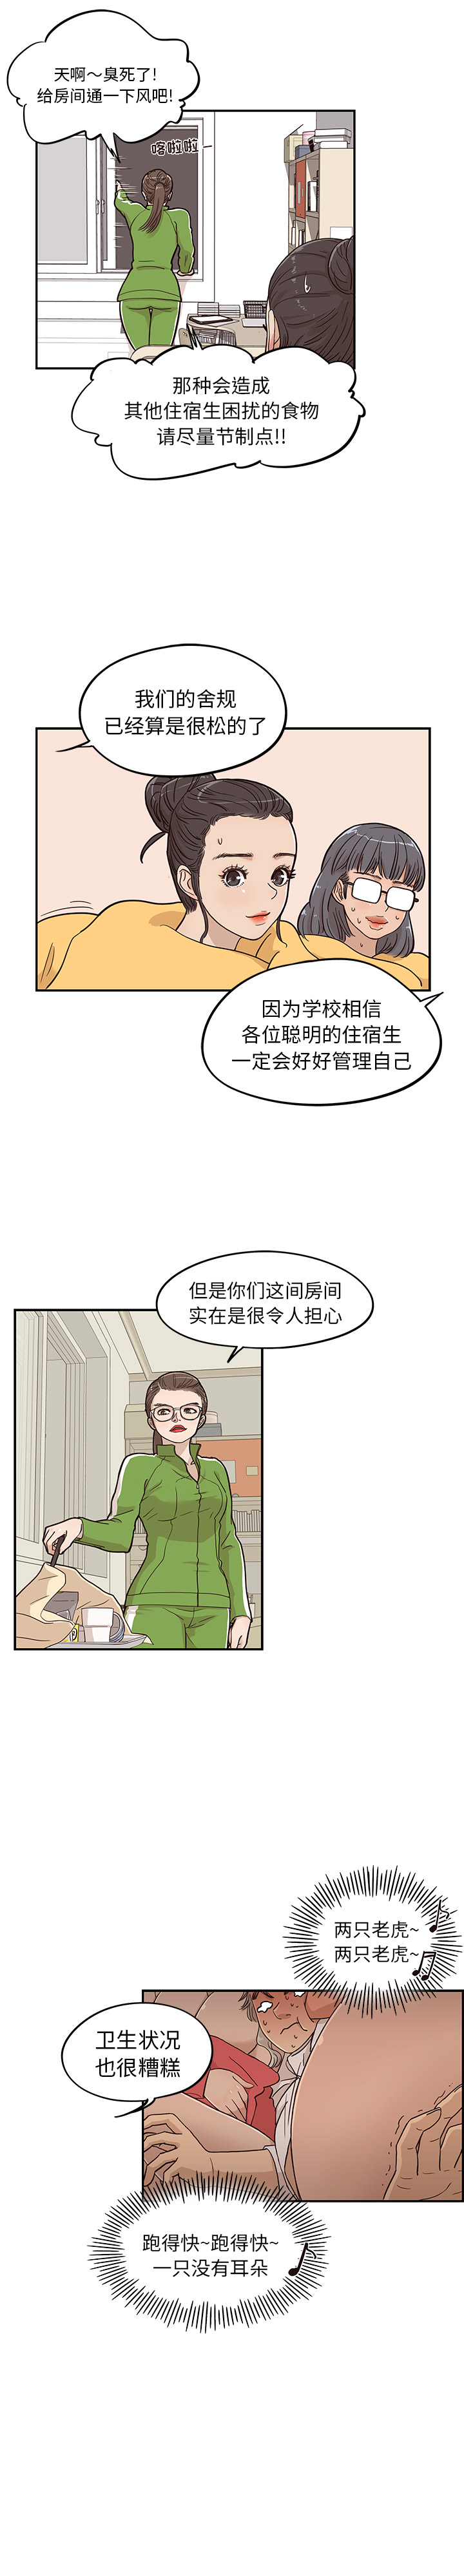 天啊~臭死了!
给房间通一下风吧!
咯啦啦
那种会造成
其他住宿生困扰的食物
请尽量节制点!!
我们的舍规
已经算是很松的了
因为学校相信
各位聪明的住宿生
一定会好好管理自己
但是你们这间房间
实在是很令人担心
两只老虎~
两只老虎~
卫生状况
也很糟糕
跑得快~跑得快~
一只没有耳朵